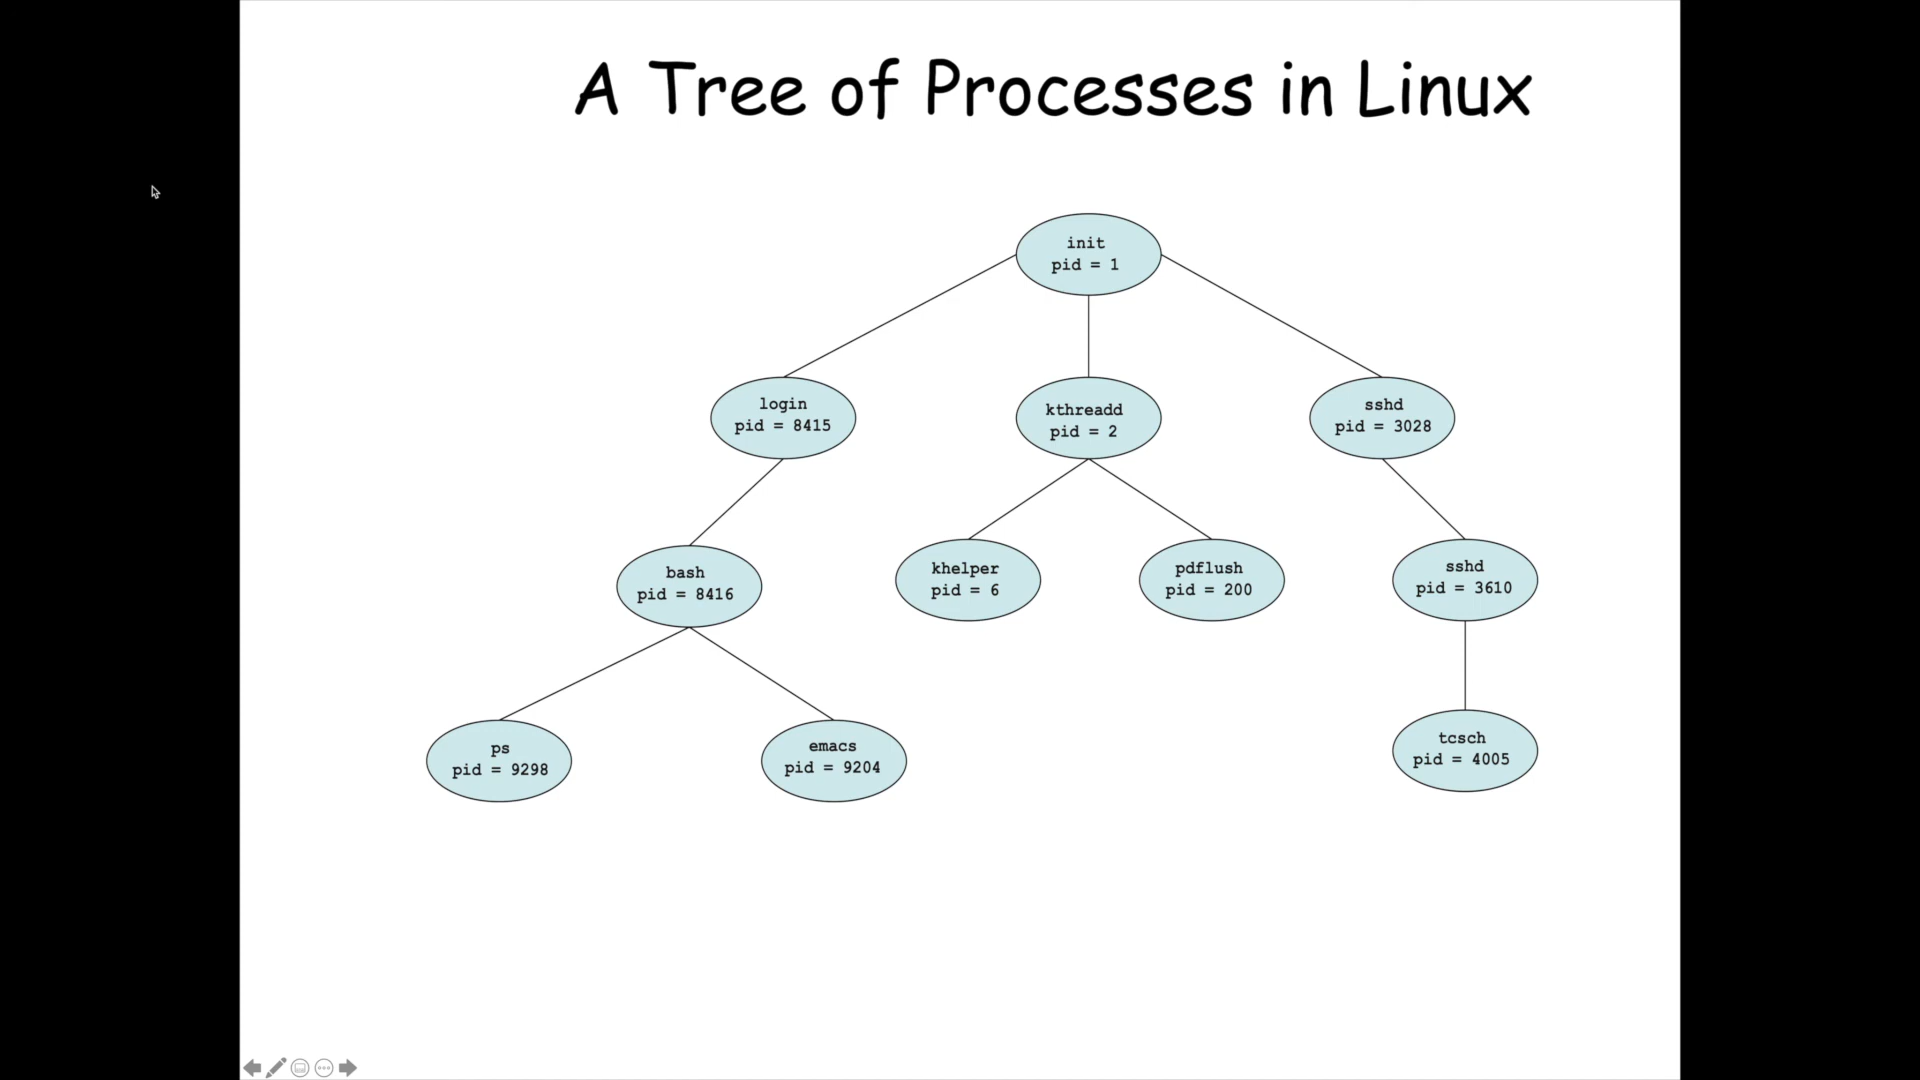 A Tree of Processes in Linux
init
pid = 1
login
pid = 8415
kthreadd
pid = 2
sshd
pid = 3028
bash
pid = 8416
khelper
pid = 6
pdflush
pid = 200
sshd
pid = 3610
ps
pid = 9298
emacs
pid = 9204
tcsch
pid = 4005